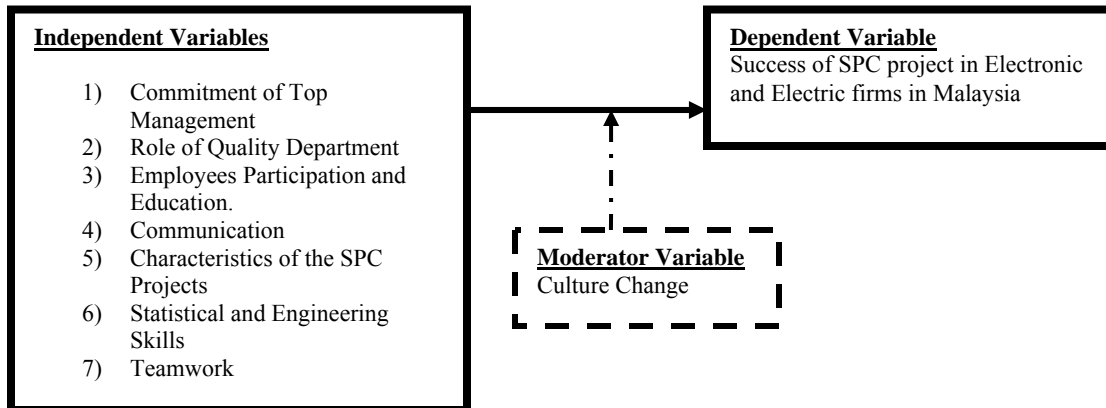 Independent Variables
1) Commitment of Top
Management
2) Role of Quality Department
3) Employees Participation and
Education.
4) Communication
5) Characteristics of the SPC
Projects
6) Statistical and Engineering
Skills
7) Teamwork
Dependent Variable
Success of SPC project in Electronic
and Electric firms in Malaysia
Moderator Variable
Culture Change